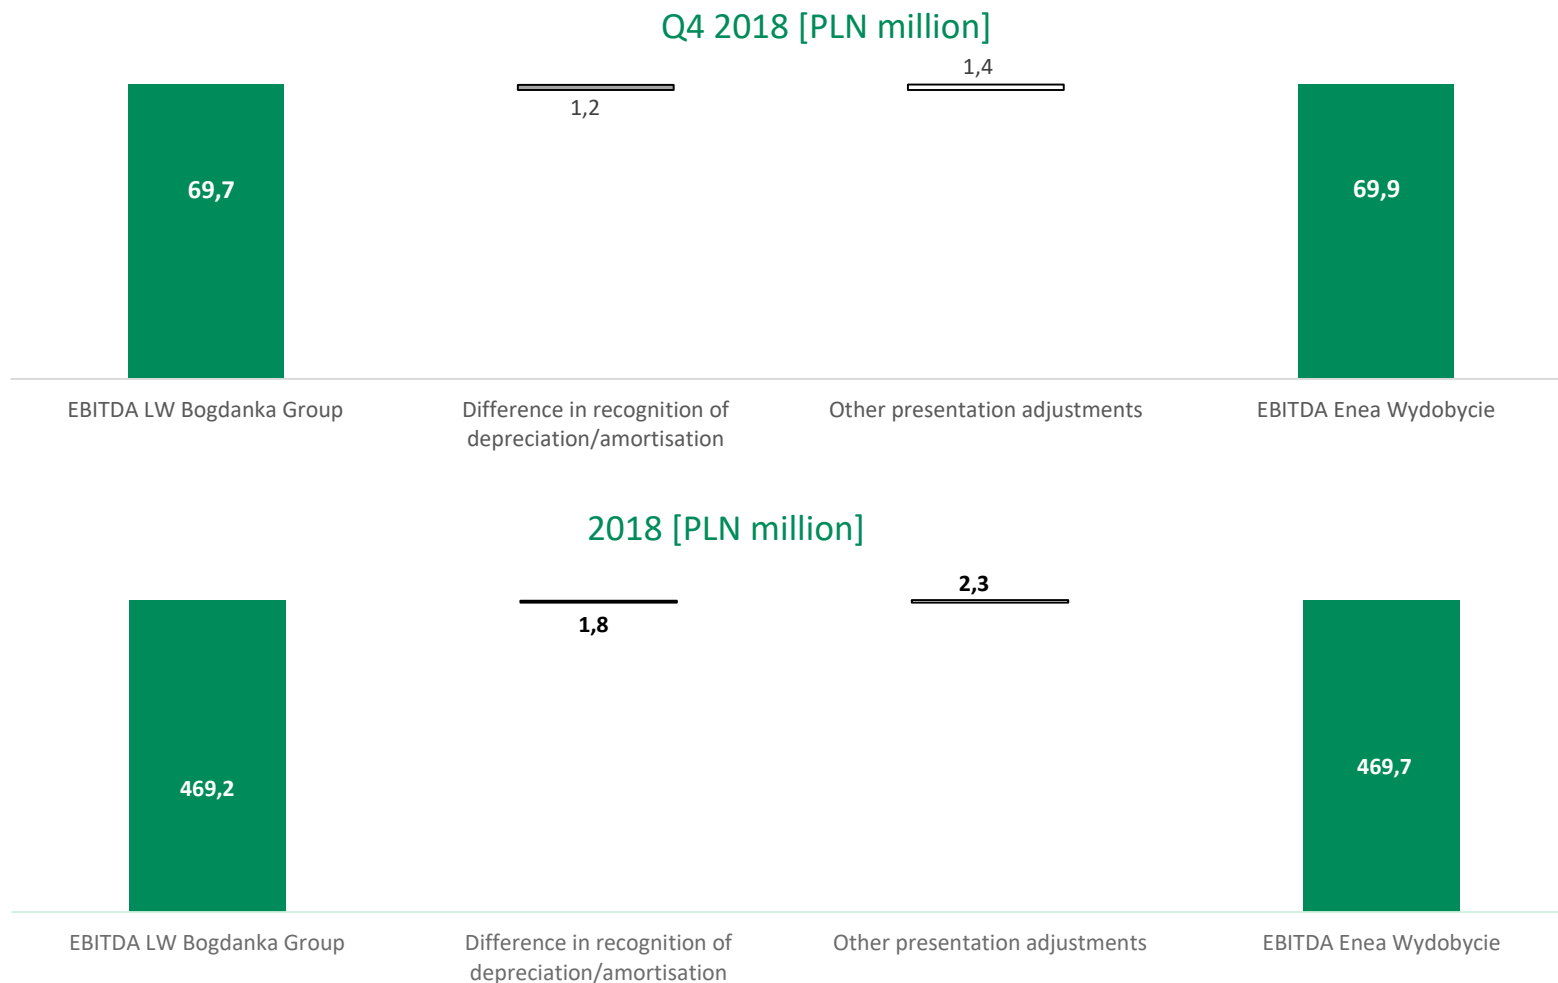 Q4 2018 [PLN million]
1,4
1,2
69,7
69,9
EBITDA LW Bogdanka Group
Difference in recognition of
depreciation/amortisation
Other presentation adjustments
EBITDA Enea Wydobycie
2018 [PLN million]
2,3
1,8
469,2
469,7
EBITDA LW Bogdanka Group
Difference in recognition of
depreciation/amortisation
Other presentation adjustments
EBITDA Enea Wydobycie